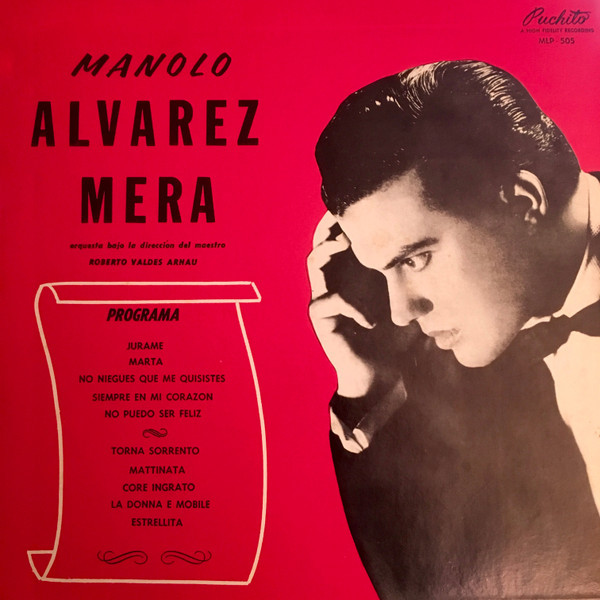 Puchito
A HIGH FIDELITY RECORDING
MLP-505
MANOLO
ALVAREZ
MERA
orquesta bajo la direccion del maestro
ROBERTO VALDES ARNAU
PROGRAMA
JURAME
MARTA
NO NIEGUES QUE ME QUISISTES
SIEMPRE EN MI CORAZON
NO PUEDO SER FELIZ
TORNA SORRENTO
MATTINATA
CORE INGRATO
LA DONNA E MOBILE
ESTRELLITA